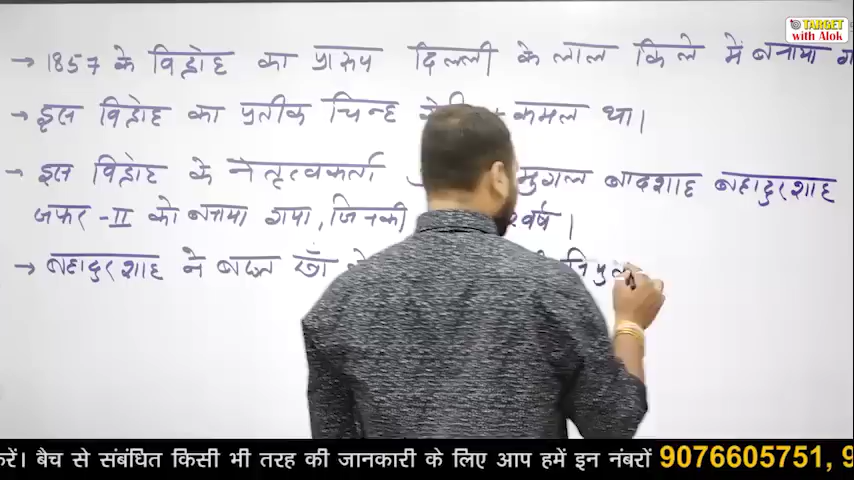 TARGET
with Alok
→ 1857 के विद्रोह का प्रारूप दिल्ली के लाल किले में बनाया
→ इस विद्रोह का प्रतीक चिन्ह कमल था।
→ इस विद्रोह के नेतृत्वकर्ता मुगल बादशाह बहादुरशाह
जफर -II को बनाया गया, जिनकी वर्ष।
→ बहादुरशाह ने बख्त खाँ
करें। बैच से संबंधित किसी भी तरह की जानकारी के लिए आप हमें इन नंबरों 9076605751, 9